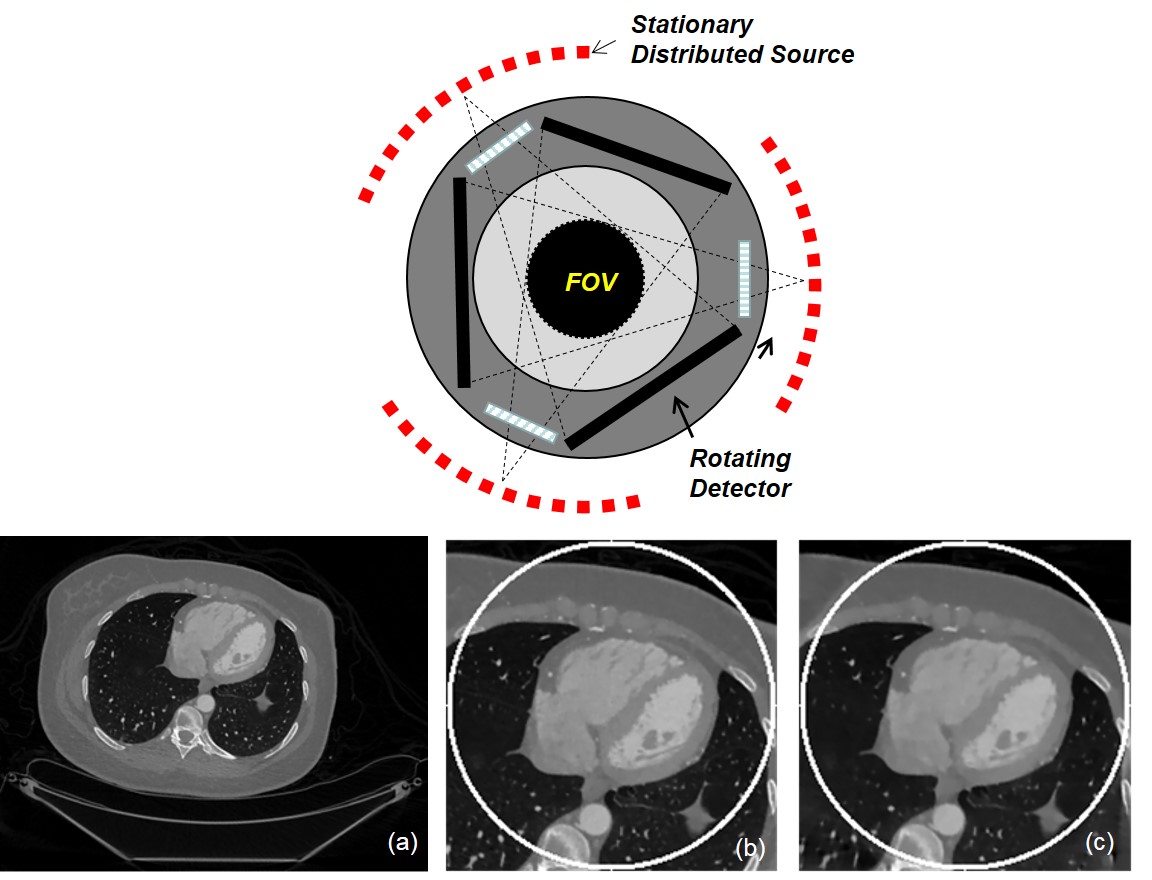 Stationary
Distributed Source
FOV
Rotating
Detector
(a)
(b)
(c)